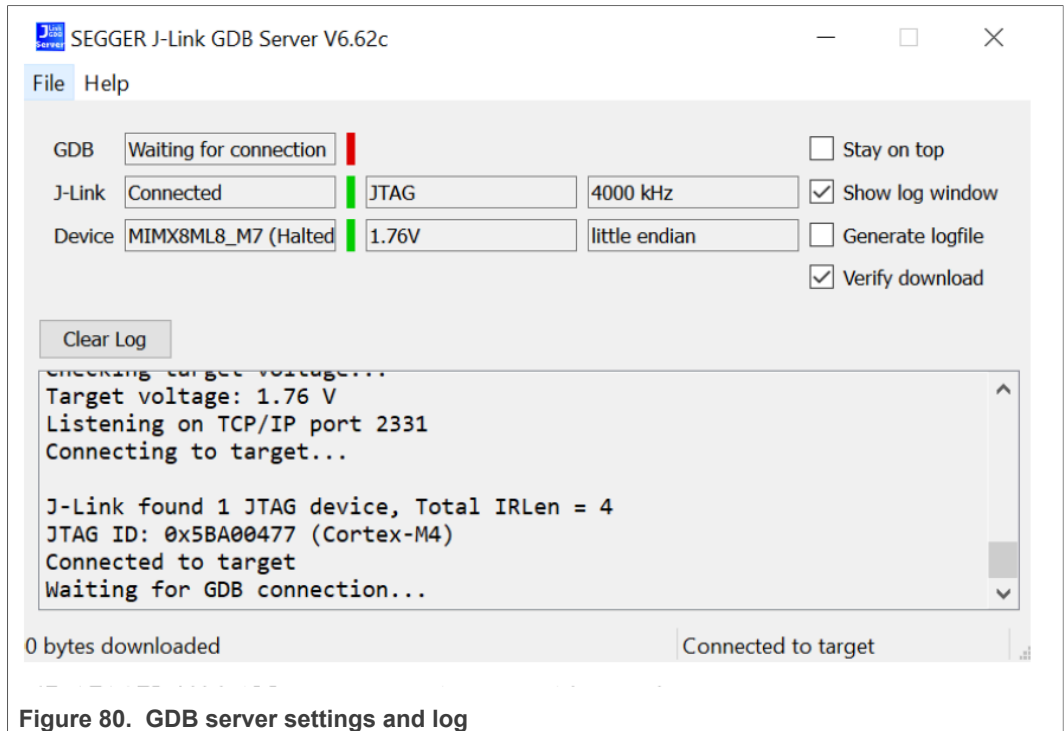 SEGGER J-Link GDB Server V6.62c
File Help
GDB Waiting for connection Stay on top
J-Link Connected JTAG 4000 kHz Show log window
Device MIMX8ML8_M7 (Halted 1.76V little endian Generate logfile
Verify download
Clear Log
Checking target voltage...
Target voltage: 1.76 V
Listening on TCP/IP port 2331
Connecting to target...
J-Link found 1 JTAG device, Total IRLen = 4
JTAG ID: 0x5BA00477 (Cortex-M4)
Connected to target
Waiting for GDB connection...
0 bytes downloaded Connected to target
Figure 80. GDB server settings and log